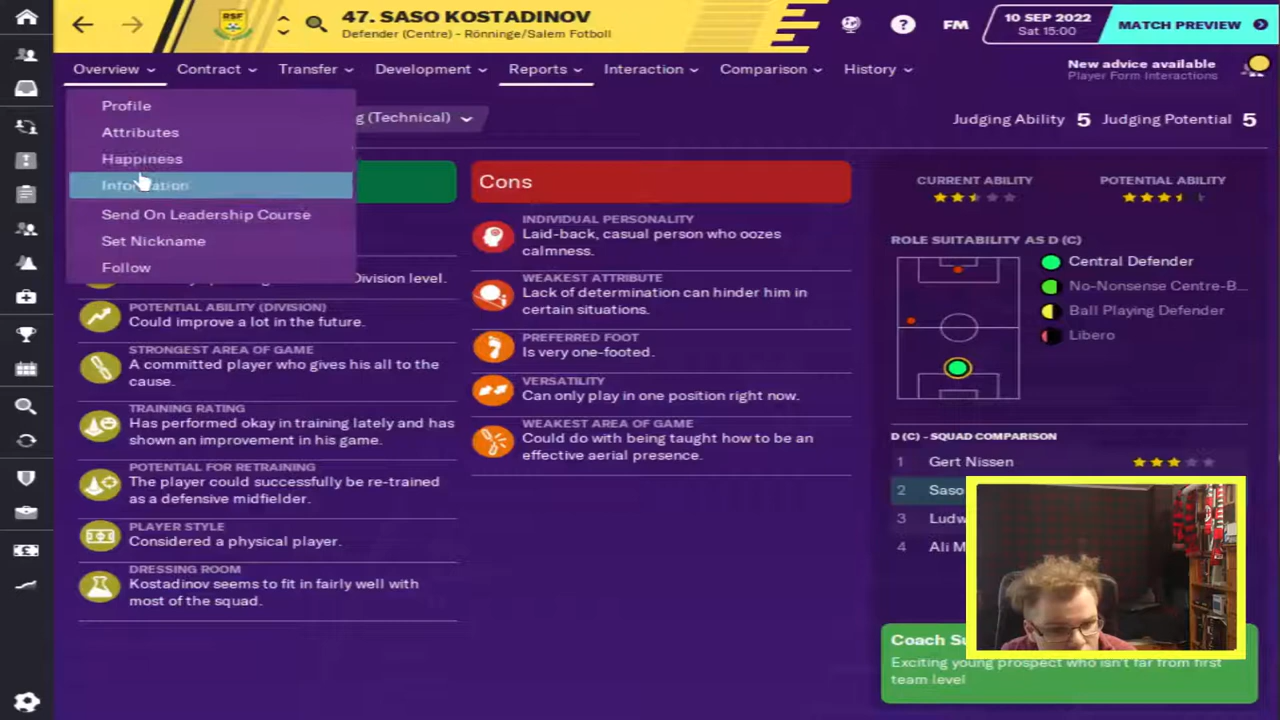 RSF
47. SASO KOSTADINOV
Defender (Centre) - Rönninge/Salem Fotboll
FM
10 SEP 2022
Sat 15:00
MATCH PREVIEW
Overview
Contract
Transfer
Development
Reports
Interaction
Comparison
History
New advice available
Player Form Interactions
Profile
Attributes
Happiness
Information
Send On Leadership Course
Set Nickname
Follow
(Technical)
Judging Ability 5 Judging Potential 5
Cons
INDIVIDUAL PERSONALITY
Laid-back, casual person who oozes
calmness.
WEAKEST ATTRIBUTE
Lack of determination can hinder him in
certain situations.
PREFERRED FOOT
Is very one-footed.
VERSATILITY
Can only play in one position right now.
WEAKEST AREA OF GAME
Could do with being taught how to be an
effective aerial presence.
Division level.
POTENTIAL ABILITY (DIVISION)
Could improve a lot in the future.
STRONGEST AREA OF GAME
A committed player who gives his all to the
cause.
TRAINING RATING
Has performed okay in training lately and has
shown an improvement in his game.
POTENTIAL FOR RETRAINING
The player could successfully be re-trained
as a defensive midfielder.
PLAYER STYLE
Considered a physical player.
DRESSING ROOM
Kostadinov seems to fit in fairly well with
most of the squad.
CURRENT ABILITY
POTENTIAL ABILITY
ROLE SUITABILITY AS D (C)
Central Defender
No-Nonsense Centre-B...
Ball Playing Defender
Libero
D (C) - SQUAD COMPARISON
1 Gert Nissen
2 Saso
3 Ludw
4 Ali M
Coach Su
Exciting young prospect who isn't far from first
team level